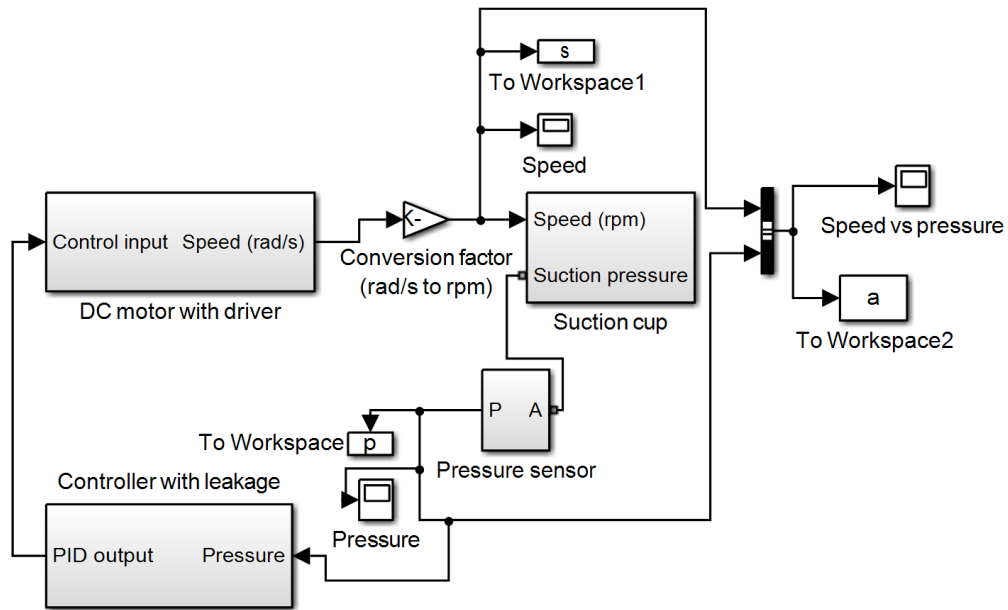 s
To Workspace1
Speed
Control input
Speed (rad/s)
K-
Conversion factor
(rad/s to rpm)
Speed (rpm)
Suction pressure
Suction cup
DC motor with driver
Speed vs pressure
a
To Workspace2
P
A
Pressure sensor
To Workspace
p
Pressure
Controller with leakage
PID output
Pressure